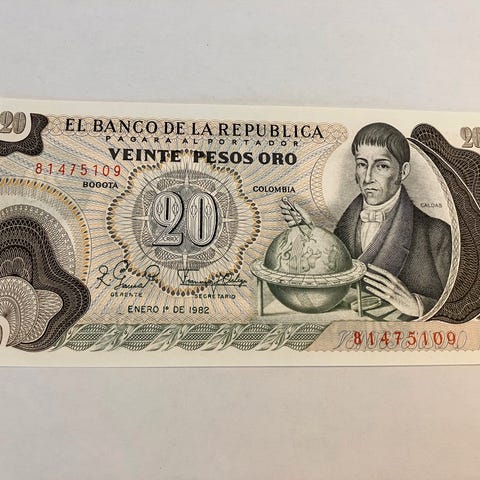 20
20
EL BANCO DE LA REPUBLICA
PAGARA AL PORTADOR
VEINTE PESOS ORO
81475109
BOGOTA
COLOMBIA
CALDAS
20
GERENTE
SECRETARIO
ENERO 1º DE 1982
81475109